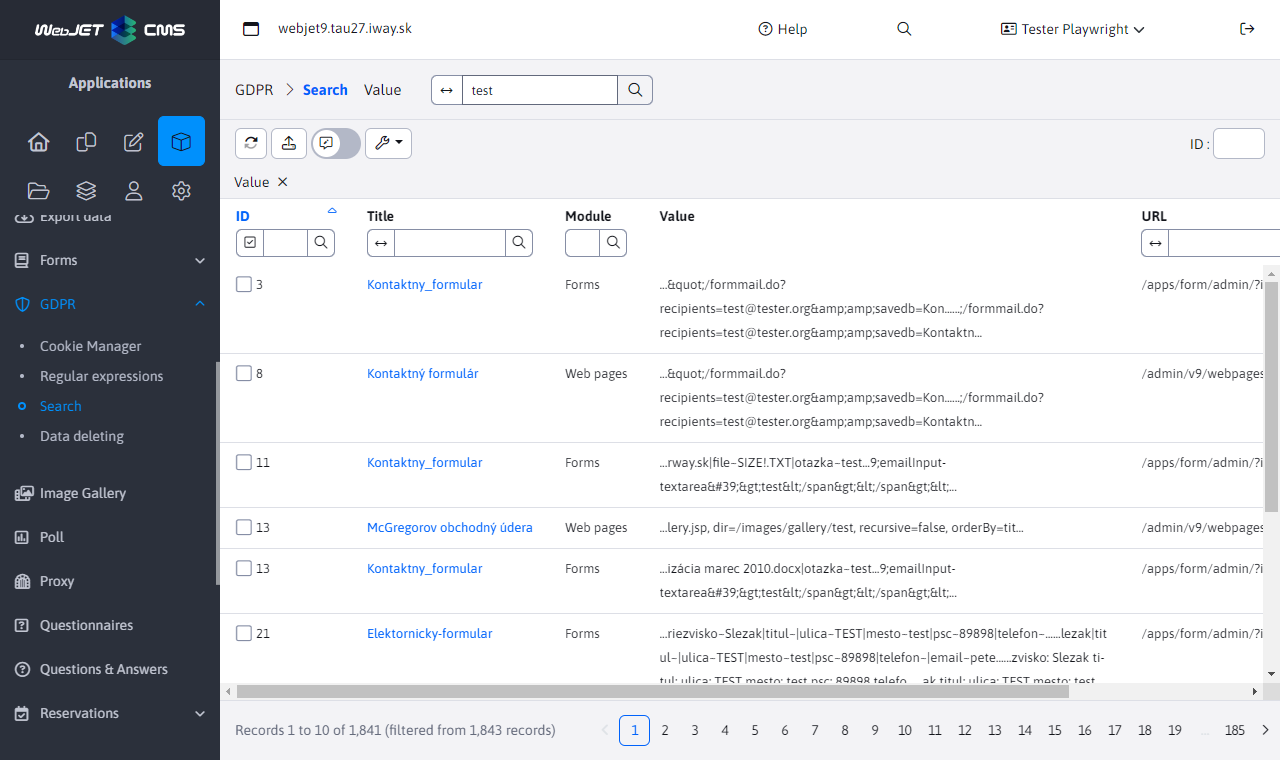 WebJET CMS
webjet9.tau27.iway.sk
Help
Tester Playwright
Applications
GDPR
Search
Value
test
ID :
Value
Export data
Forms
GDPR
Cookie Manager
Regular expressions
Search
Data deleting
Image Gallery
Poll
Proxy
Questionnaires
Questions & Answers
Reservations
ID Title Module Value URL
3 Kontaktny_formular Forms ...&quot;/formmail.do? /apps/form/admin/?i
recipients=test@tester.org&amp;amp;savedb=Kon......;/formmail.do?
recipients=test@tester.org&amp;amp;savedb=Kontaktn...
8 Kontaktný formulár Web pages ...&quot;/formmail.do? /admin/v9/webpages
recipients=test@tester.org&amp;amp;savedb=Kon......;/formmail.do?
recipients=test@tester.org&amp;amp;savedb=Kontaktn...
11 Kontaktny_formular Forms ...rway.sk|file~SIZE!.TXT|otazka~test...9;emailInput- /apps/form/admin/?i
textarea&#39;&gt;test&lt;/span&gt;&lt;/span&gt;&lt;...
13 McGregorov obchodný údera Web pages ...lery.jsp, dir=/images/gallery/test, recursive=false, orderBy=tit... /admin/v9/webpages
13 Kontaktny_formular Forms ...izácia marec 2010.docx|otazka~test...9;emailInput- /apps/form/admin/?i
textarea&#39;&gt;test&lt;/span&gt;&lt;/span&gt;&lt;...
21 Elektornicky-formular Forms ...riezvisko~Slezak|titul~|ulica~TEST|mesto~test|psc~89898|telefon~......lezak|tit /apps/form/admin/?i
ul~|ulica~TEST|mesto~test|psc~89898|telefon~|email~pete......zvisko: Slezak ti-
tul: ulica: TEST mesto: test psc: 89898 telefo......ak titul: ulica: TEST mesto: test
Records 1 to 10 of 1,841 (filtered from 1,843 records)
1 2 3 4 5 6 7 8 9 10 11 12 13 14 15 16 17 18 19 ... 185